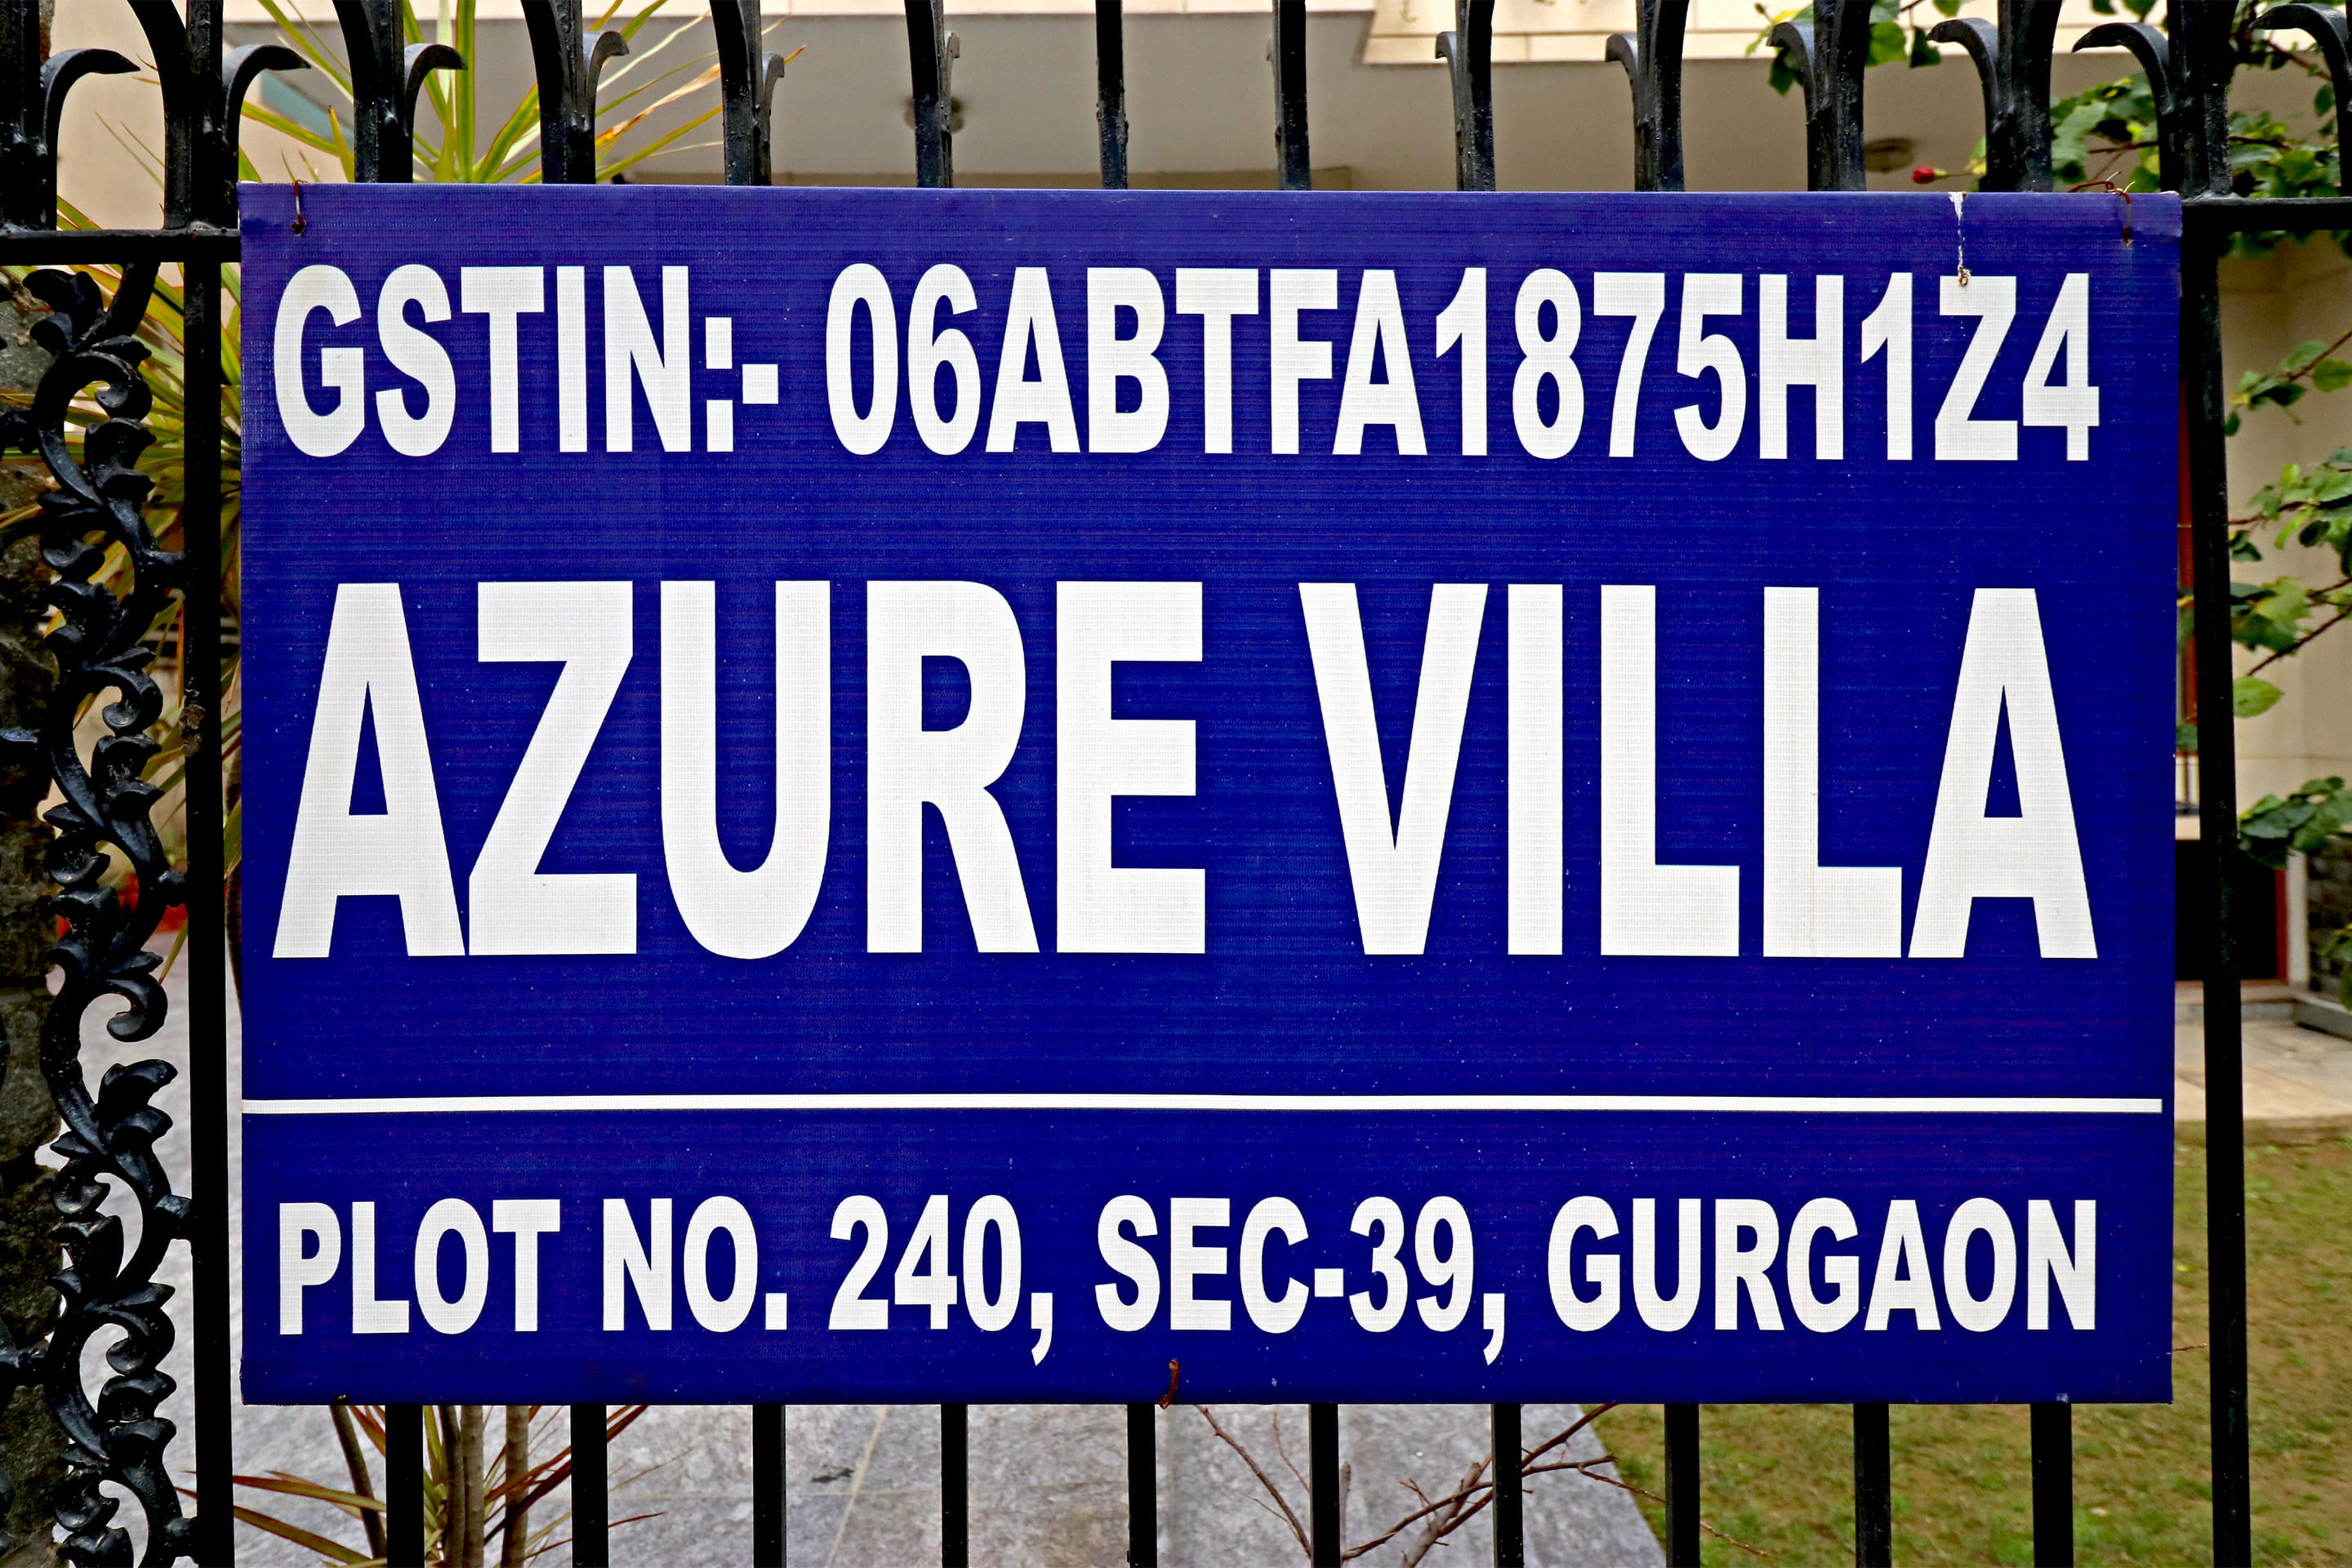 GSTIN:- 06ABTFA1875H1Z4
AZURE VILLA
PLOT NO. 240, SEC-39, GURGAON